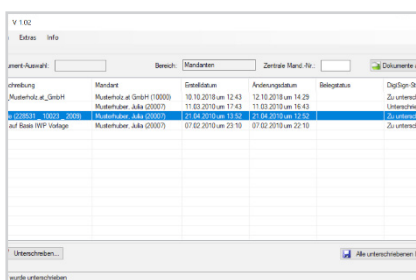 V 1.02
Extras Info
ument-Auswahl: Bereich: Mandanten Zentrale Mand.-Nr.: Dokumente
chreibung Mandant Erstelldatum Änderungsdatum Belegstatus DigiSign-St
Musterholz.at_GmbH Musterholz.at GmbH (10000) 10.10.2018 um 12:43 12.10.2018 um 14:29 Zu untersch
Musterhuber, Julia (20007) 11.03.2010 um 17:43 11.03.2010 um 16:43 Unterschrie
e (228531 _ 10023 _ 2009) Musterhuber, Julia (20007) 21.04.2010 um 13:52 21.04.2010 um 12:52 Zu untersch
auf Basis IWP Vorlage Musterhuber, Julia (20007) 07.02.2010 um 23:10 07.02.2010 um 22:10 Zu untersch
Unterschreiben... Alle unterschriebenen
wurde unterschrieben